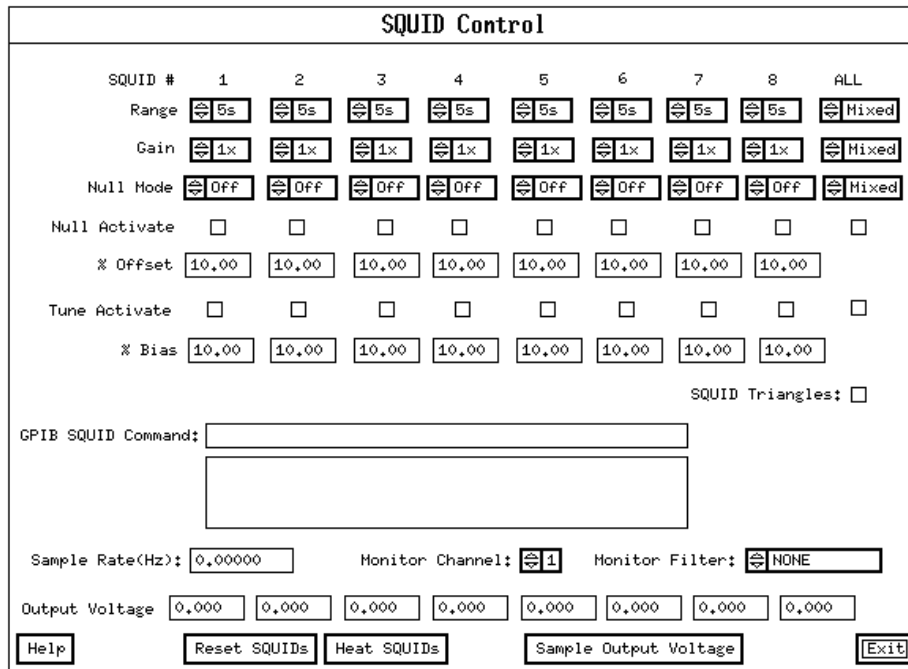 SQUID Control
SQUID # 1 2 3 4 5 6 7 8 ALL
Range 5s 5s 5s 5s 5s 5s 5s 5s Mixed
Gain 1x 1x 1x 1x 1x 1x 1x 1x Mixed
Null Mode Off Off Off Off Off Off Off Off Mixed
Null Activate
% Offset 10.00 10.00 10.00 10.00 10.00 10.00 10.00 10.00
Tune Activate
% Bias 10.00 10.00 10.00 10.00 10.00 10.00 10.00 10.00
SQUID Triangles:
GPIB SQUID Command:
Sample Rate(Hz): 0.00000 Monitor Channel: 1 Monitor Filter: NONE
Output Voltage 0.000 0.000 0.000 0.000 0.000 0.000 0.000 0.000
Help Reset SQUIDs Heat SQUIDs Sample Output Voltage Exit